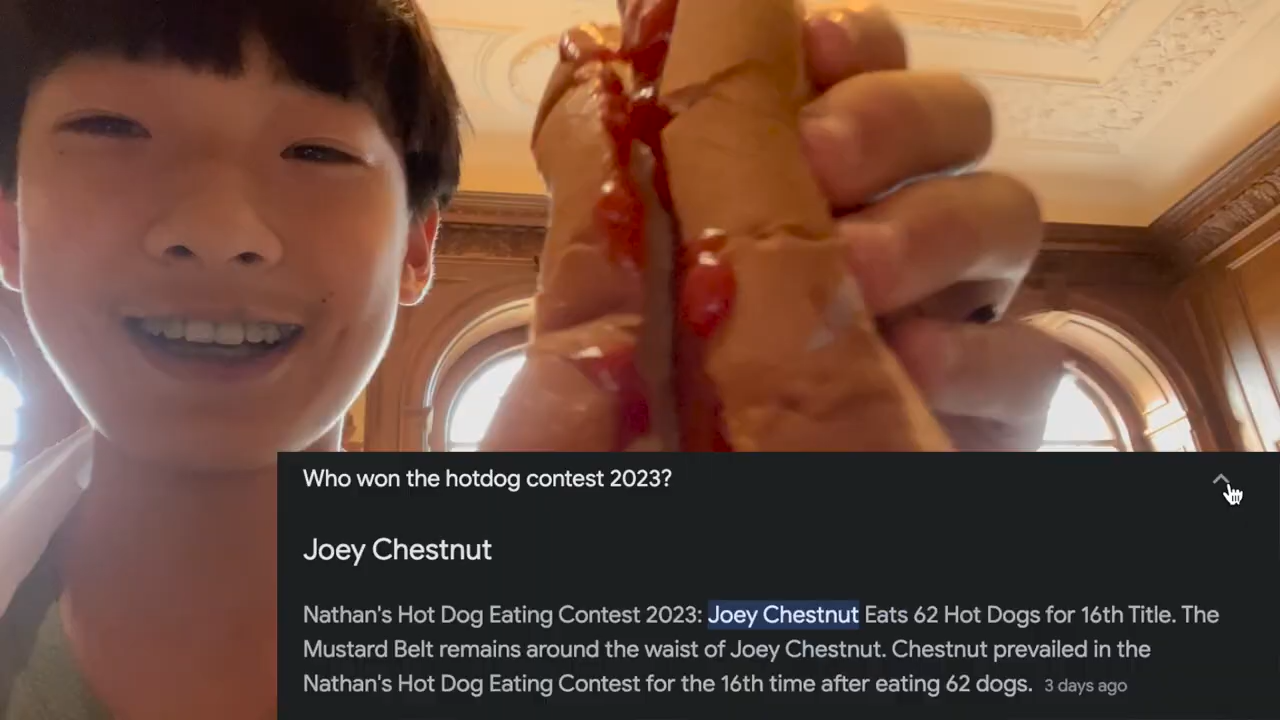 Who won the hotdog contest 2023?
Joey Chestnut
Nathan's Hot Dog Eating Contest 2023: Joey Chestnut Eats 62 Hot Dogs for 16th Title. The
Mustard Belt remains around the waist of Joey Chestnut. Chestnut prevailed in the
Nathan's Hot Dog Eating Contest for the 16th time after eating 62 dogs. 3 days ago